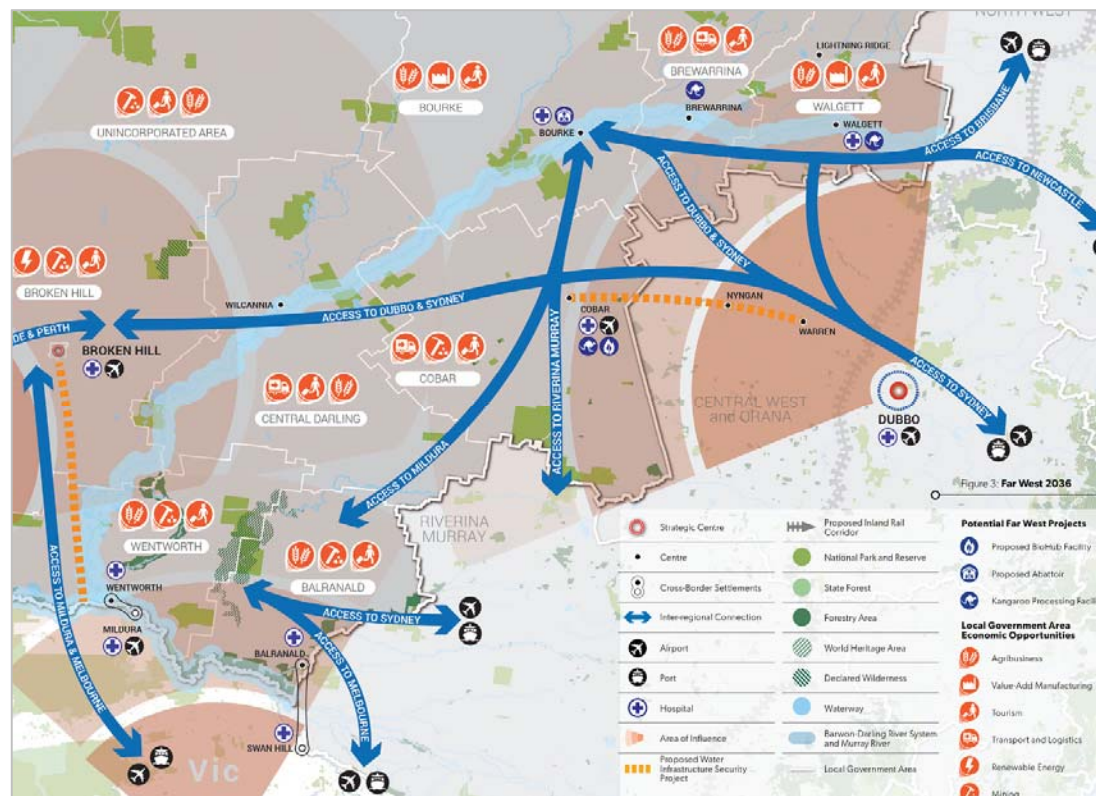 NORTH WEST
LIGHTNING RIDGE
BREWARRINA
WALGETT
BOURKE
UNINCORPORATED AREA
BREWARRINA
WALGETT
BOURKE
ACCESS TO BRISBANE
ACCESS TO NEWCASTLE
ACCESS TO DUBBO & SYDNEY
BROKEN HILL
WILCANNIA
ACCESS TO DUBBO & SYDNEY
COBAR
NYNGAN
WARREN
DE & PERTH
BROKEN HILL
COBAR
CENTRAL DARLING
ACCESS TO RIVERINA MURRAY
CENTRAL WEST
and ORANA
ACCESS TO SYDNEY
DUBBO
ACCESS TO MILDURA
RIVERINA
MURRAY
WENTWORTH
BALRANALD
WENTWORTH
MILDURA
ACCESS TO MILDURA & MELBOURNE
ACCESS TO SYDNEY
BALRANALD
ACCESS TO MELBOURNE
SWAN HILL
Vic
Figure 3: Far West 2036
Strategic Centre
Centre
Cross-Border Settlements
Inter-regional Connection
Airport
Port
Hospital
Area of Influence
Proposed Water
Infrastructure Security
Project
Proposed Inland Rail
Corridor
National Park and Reserve
State Forest
Forestry Area
World Heritage Area
Declared Wilderness
Waterway
Barwon-Darling River System
and Murray River
Local Government Area
Potential Far West Projects
Proposed BioHub Facility
Proposed Abattoir
Kangaroo Processing Facili
Local Government Area
Economic Opportunities
Agribusiness
Value-Add Manufacturing
Tourism
Transport and Logistics
Renewable Energy
Mining